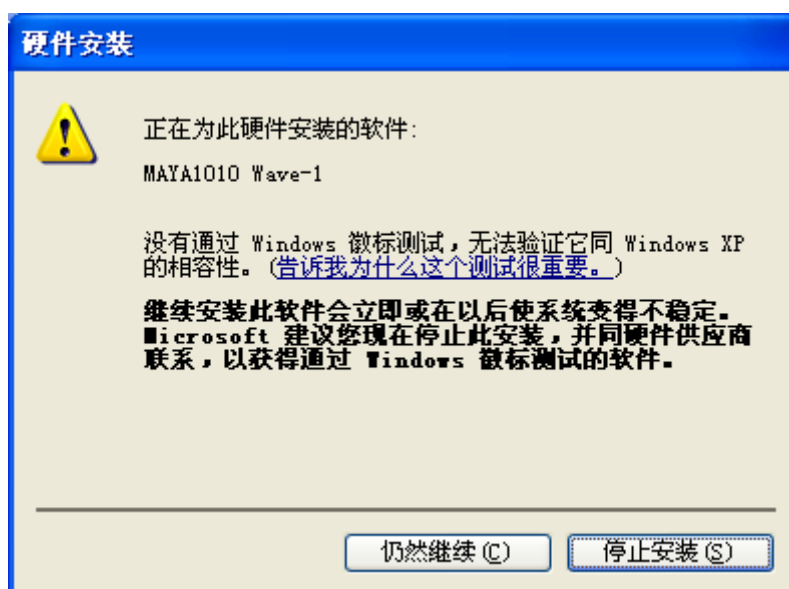 硬件安装
正在为此硬件安装的软件:
MAYA1010 Wave-1
没有通过 Windows 徽标测试，无法验证它同 Windows XP
的相容性。(告诉我为什么这个测试很重要。)
继续安装此软件会立即或在以后使系统变得不稳定。
Microsoft 建议您现在停止此安装，并同硬件供应商
联系，以获得通过 Windows 徽标测试的软件。
仍然继续(C) 停止安装(S)